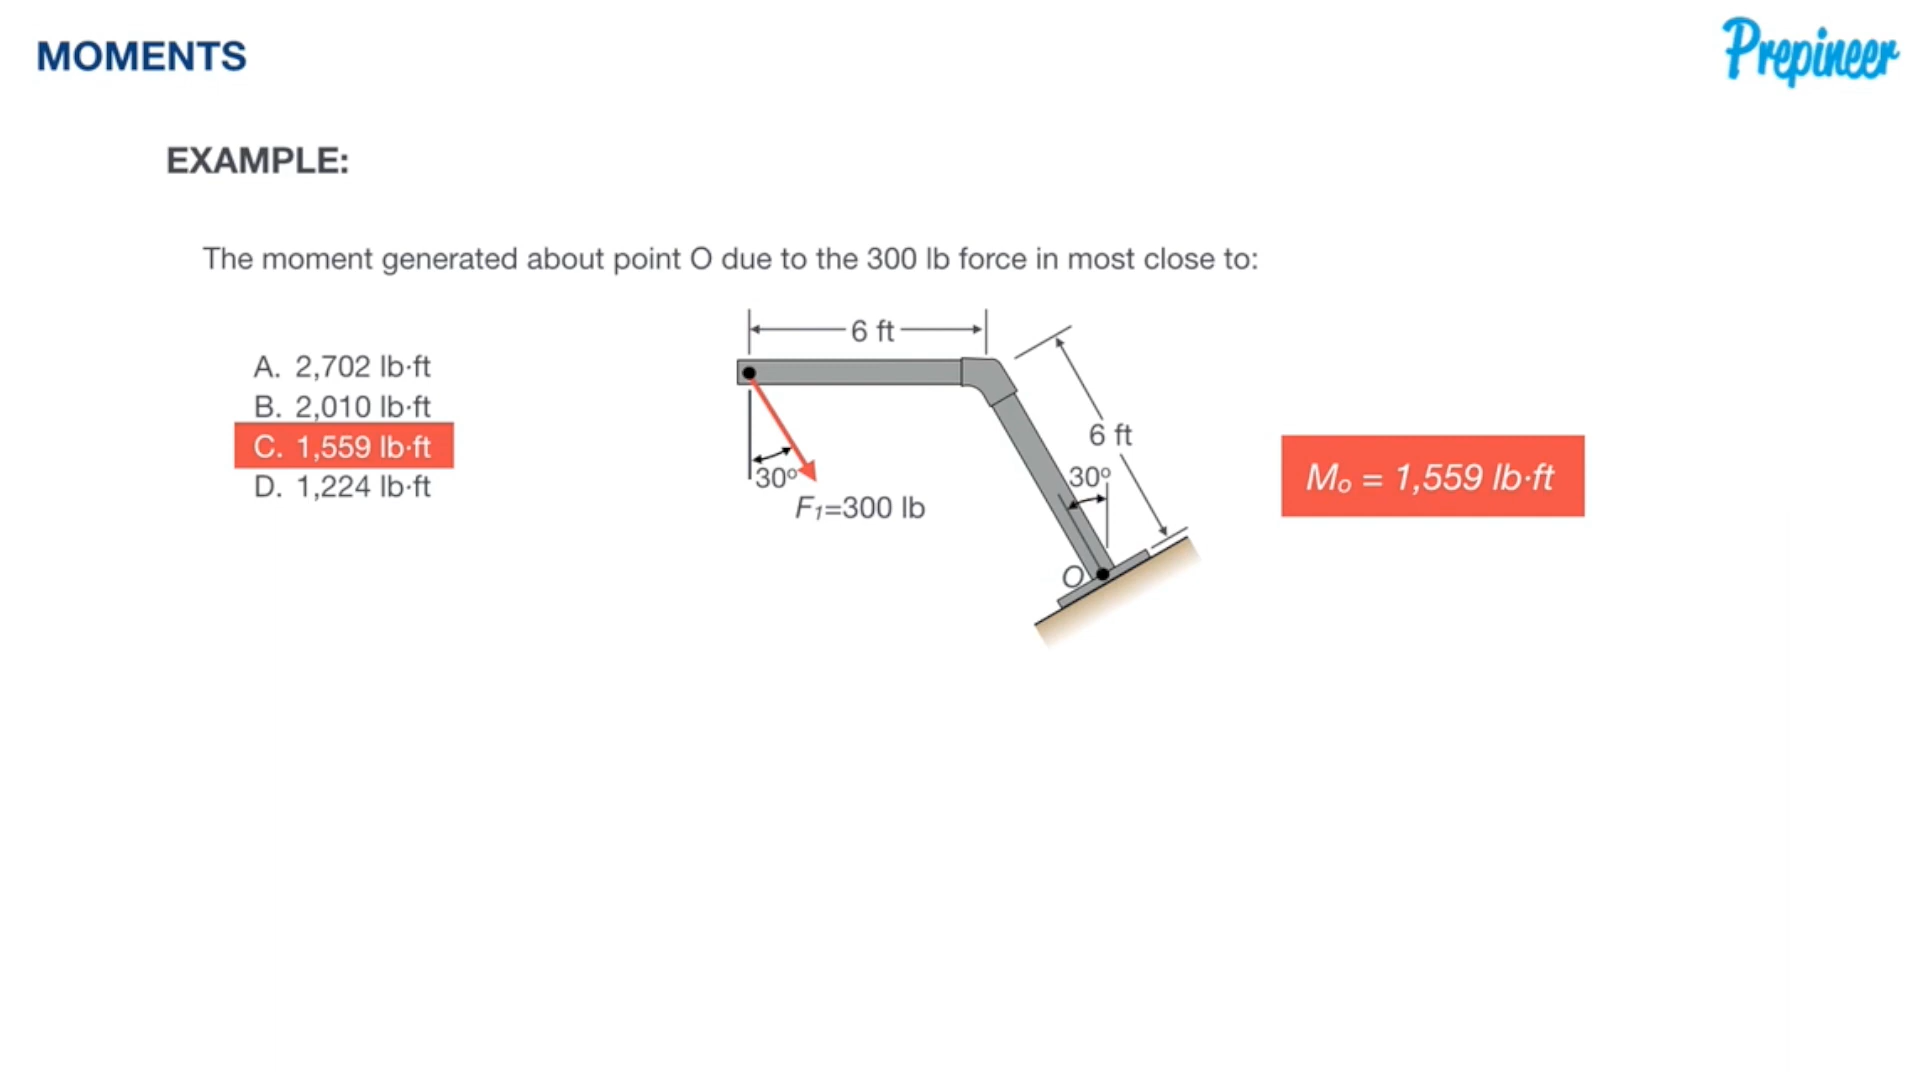 MOMENTS
Prepineer
EXAMPLE:
The moment generated about point O due to the 300 lb force in most close to:
6 ft
A. 2,702 lb·ft
B. 2,010 lb·ft
C. 1,559 lb·ft
D. 1,224 lb·ft
6 ft
30º
30º
F₁=300 lb
O
Mₒ = 1,559 lb·ft